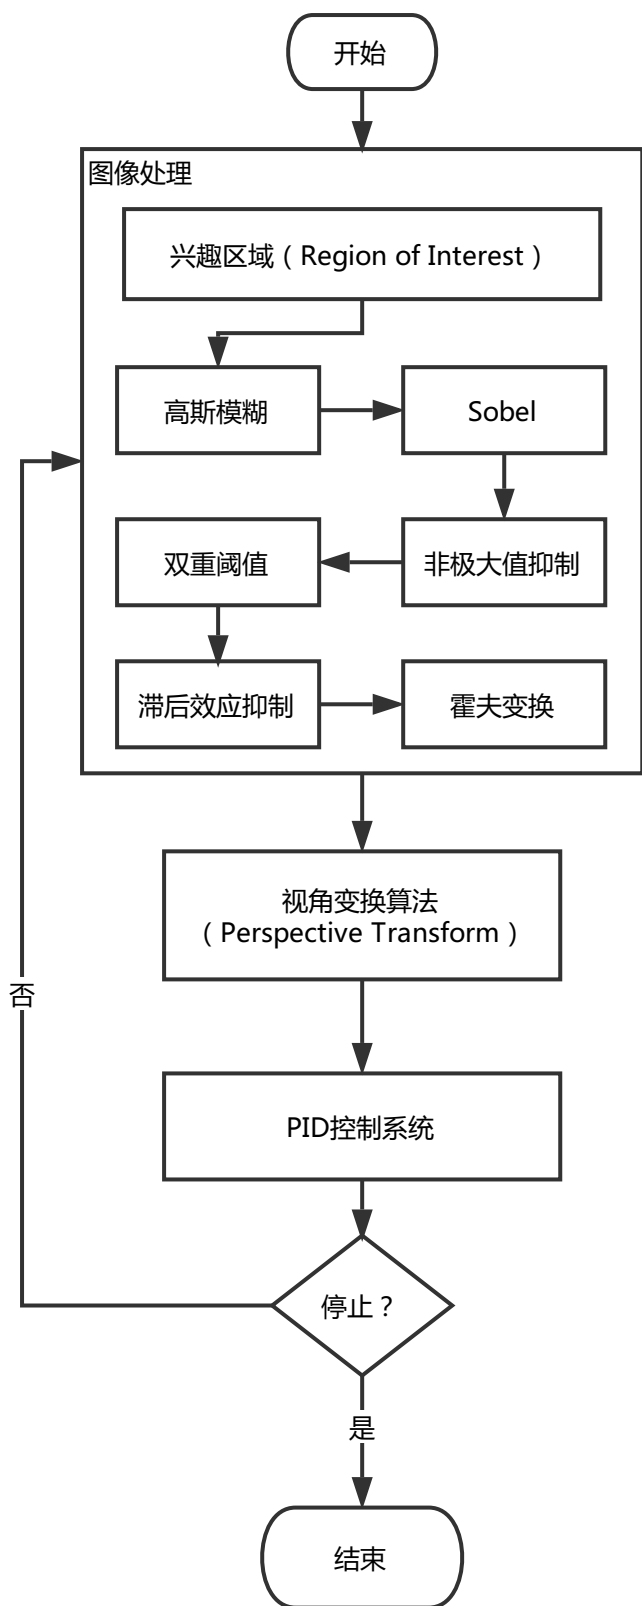 开始
图像处理
兴趣区域（Region of Interest）
高斯模糊
Sobel
双重阈值
非极大值抑制
滞后效应抑制
霍夫变换
视角变换算法
（Perspective Transform）
否
PID控制系统
停止？
是
结束